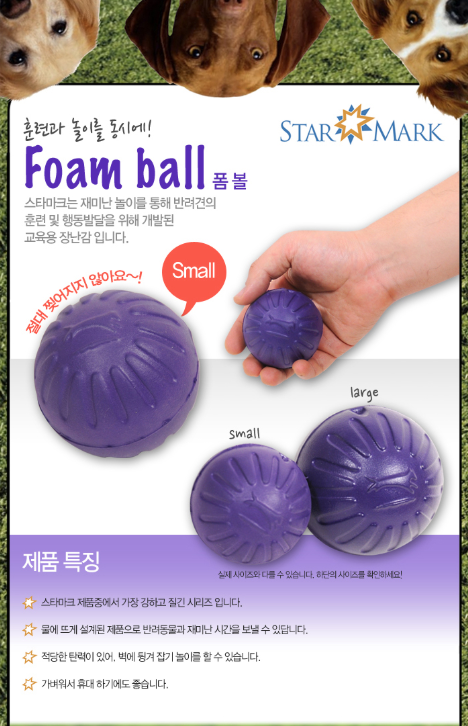 훈련과 놀이를 동시에!
STAR MARK
Foam ball 폼 볼
스타마크는 재미난 놀이를 통해 반려견의
훈련 및 행동발달을 위해 개발된
교육용 장난감 입니다.
절대 찢어지지 않아요~!
Small
large
small
제품 특징
실제 사이즈와 다를 수 있습니다. 하단의 사이즈를 확인하세요!
스타마크 제품중에서 가장 강하고 질긴 시리즈 입니다.
물에 뜨게 설계된 제품으로 반려동물과 재미난 시간을 보낼 수 있답니다.
적당한 탄력이 있어, 벽에 튕겨 잡기 놀이를 할 수 있습니다.
가벼워서 휴대 하기에도 좋습니다.